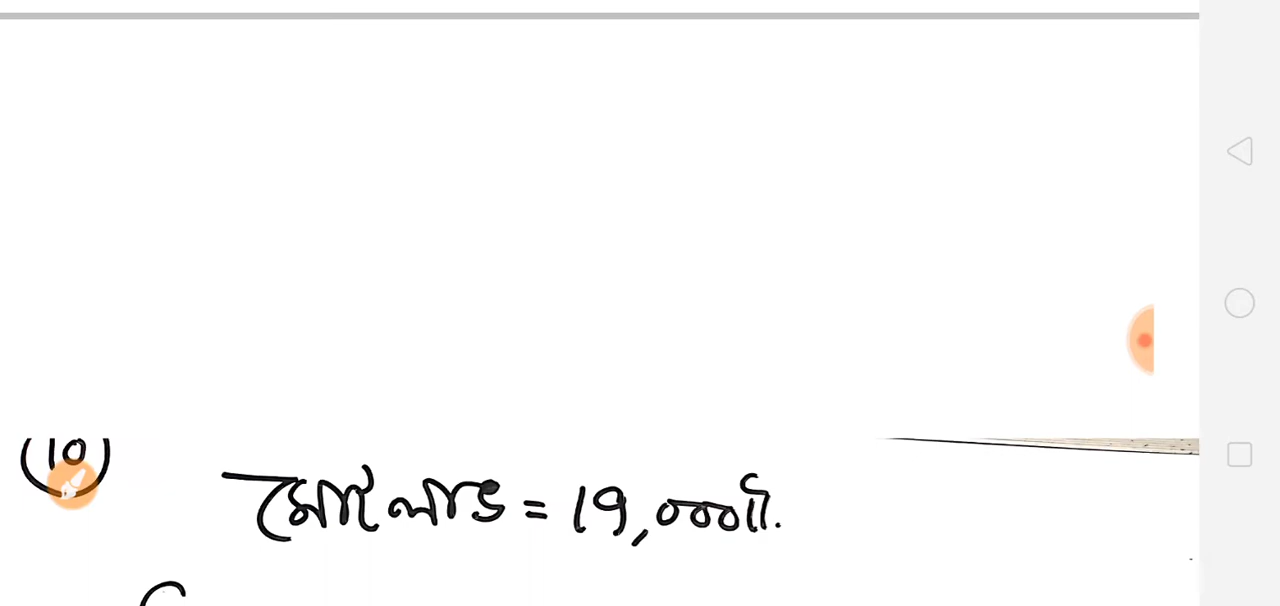 (10)
মোট লাভ = 19,000টা.